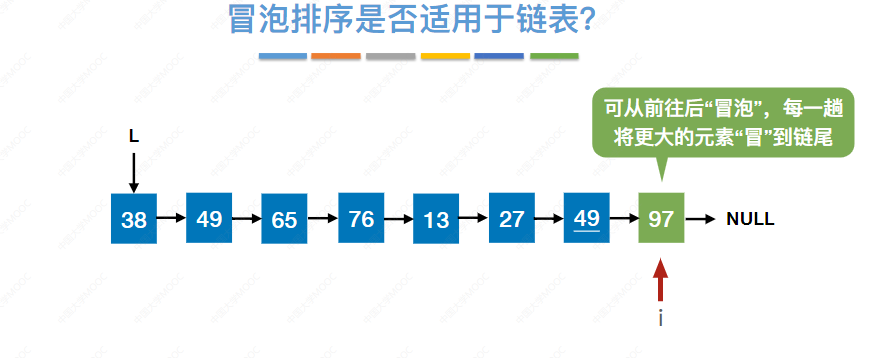 冒泡排序是否适用于链表?
可从前往后“冒泡”，每一趟
将更大的元素“冒”到链尾
L
38 49 65 76 13 27 49 97 NULL
i